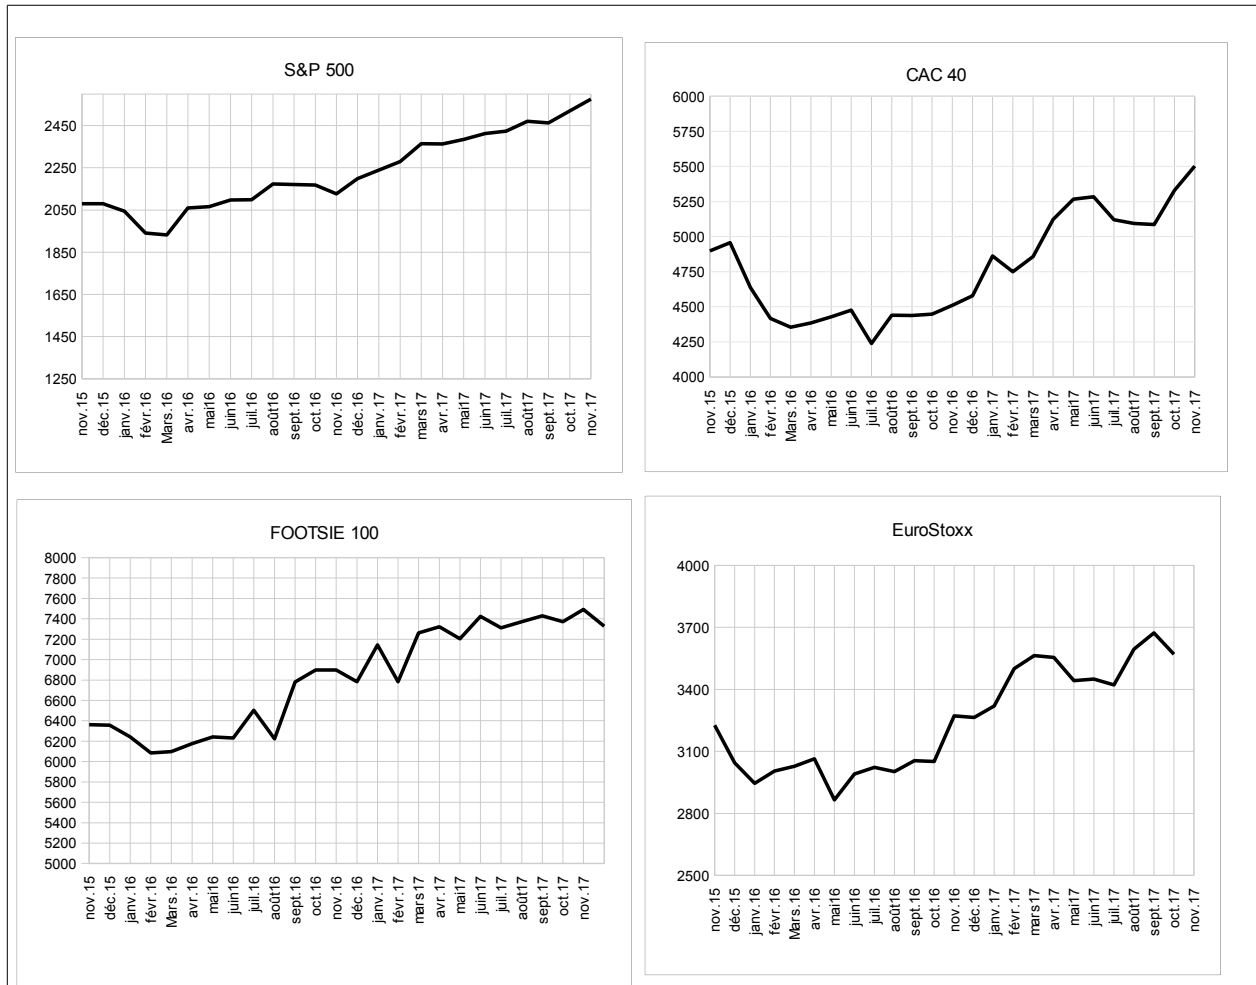 S&P 500
2450
2250
2050
1850
1650
1450
1250
nov.15
déc.15
janv.16
févr.16
Mars.16
avr.16
mai16
juin16
juil.16
août16
sept.16
oct.16
nov.16
déc.16
janv.17
févr.17
mars17
avr.17
mai17
juin17
juil.17
août17
sept.17
oct.17
nov.17
CAC 40
6000
5750
5500
5250
5000
4750
4500
4250
4000
nov.15
déc.15
janv.16
févr.16
Mars.16
avr.16
mai16
juin.16
juil.16
août16
sept.16
oct.16
nov.16
déc.16
janv.17
févr.17
mars.17
avr.17
mai17
juin.17
juil.17
août17
sept.17
oct.17
nov.17
FOOTSIE 100
8000
7800
7600
7400
7200
7000
6800
6600
6400
6200
6000
5800
5600
5400
5200
5000
nov.15
déc.15
janv.16
févr.16
Mars.16
avr.16
mai16
juin16
juil.16
août16
sept.16
oct.16
nov.16
déc.16
janv.17
févr.17
mars17
avr.17
mai17
juin17
juil.17
août17
sept.17
oct.17
nov.17
EuroStoxx
4000
3700
3400
3100
2800
2500
nov.15
déc.15
janv.16
févr.16
Mars.16
avr.16
mai16
juin16
juil.16
août16
sept.16
oct.16
nov.16
déc.16
janv.17
févr.17
mars17
avr.17
mai17
juin17
juil.17
août17
sept.17
oct.17
nov.17